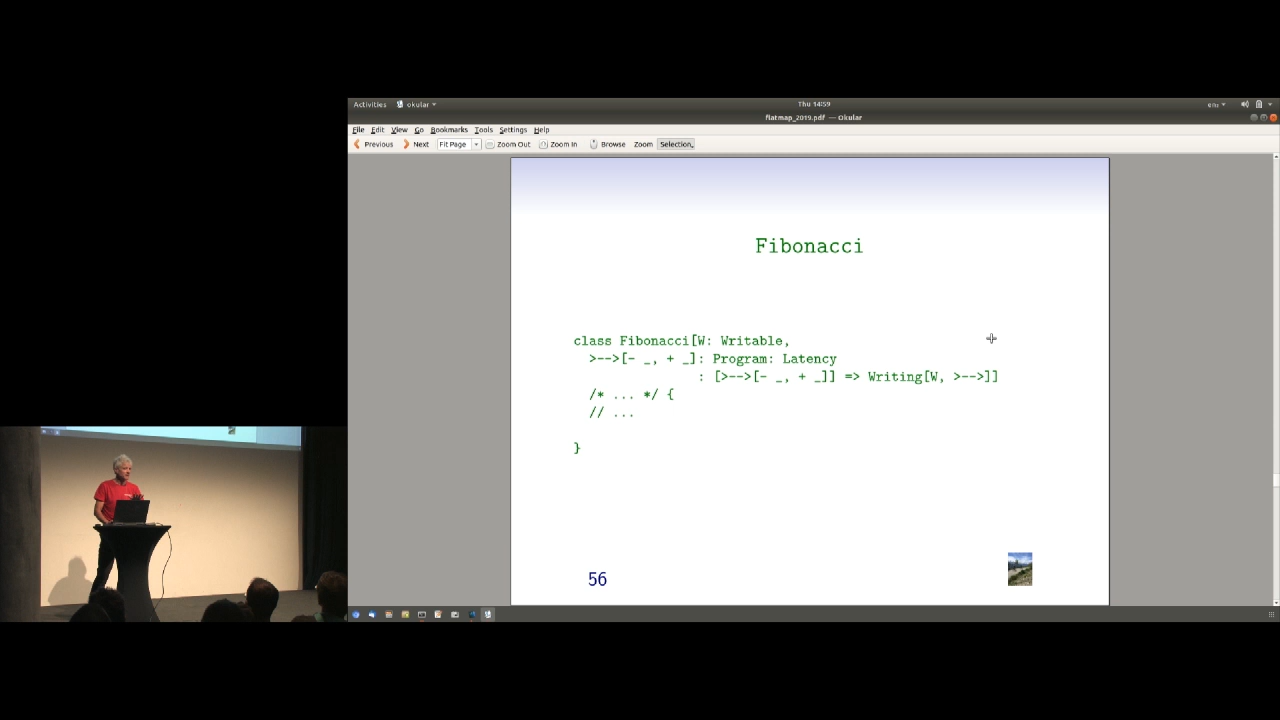 Activities okular Thu 14:59 en₁
flatmap_2019.pdf — Okular
File Edit View Go Bookmarks Tools Settings Help
Previous Next Fit Page Zoom Out Zoom In Browse Zoom Selection
Fibonacci
class Fibonacci[W: Writable,
>-->[- _, + _]: Program: Latency
: [>-->[- _, + _]] => Writing[W, >-->]]
/* ... */ {
// ...
}
56